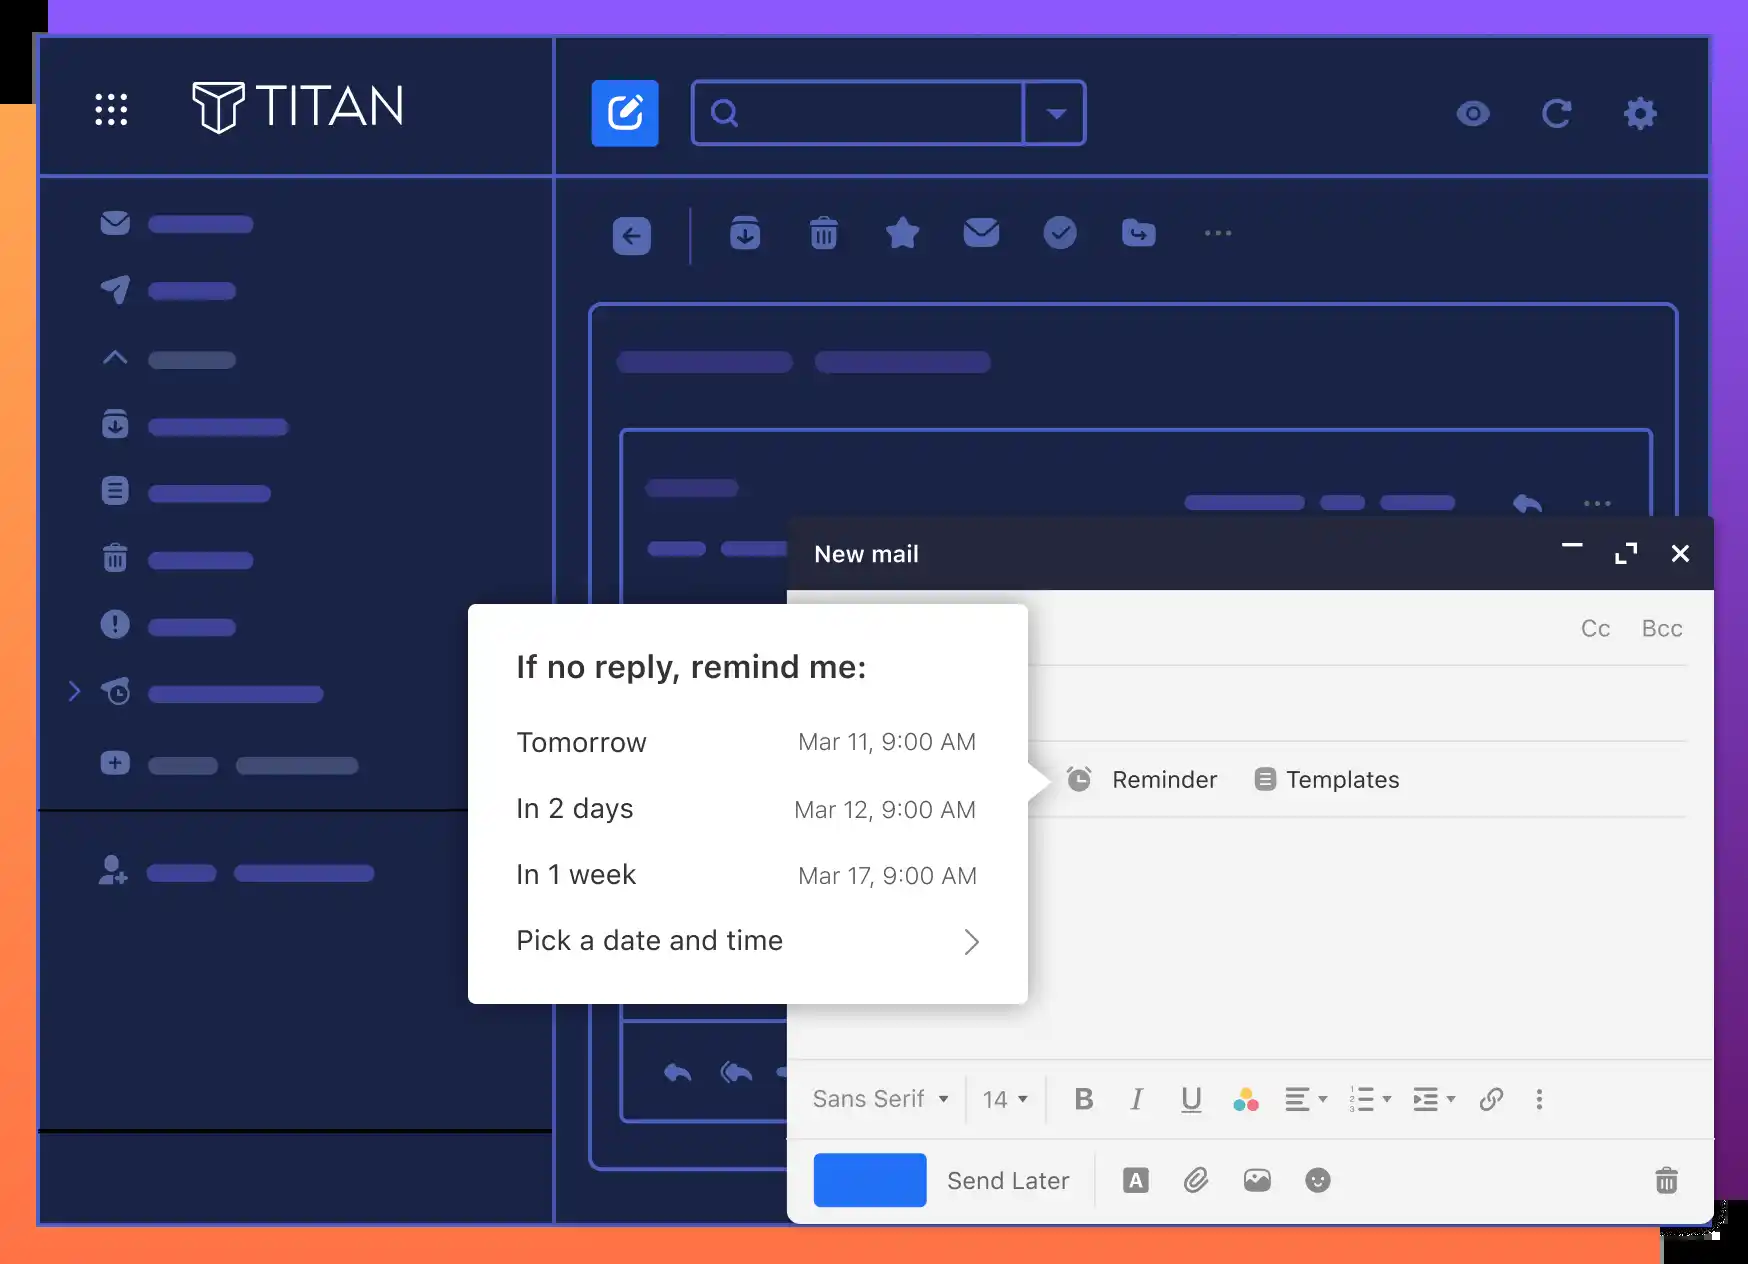 TITAN
New mail
Cc Bcc
If no reply, remind me:
Tomorrow Mar 11, 9:00 AM
In 2 days Mar 12, 9:00 AM
In 1 week Mar 17, 9:00 AM
Pick a date and time
Reminder Templates
Sans Serif 14 B I U
Send Later A